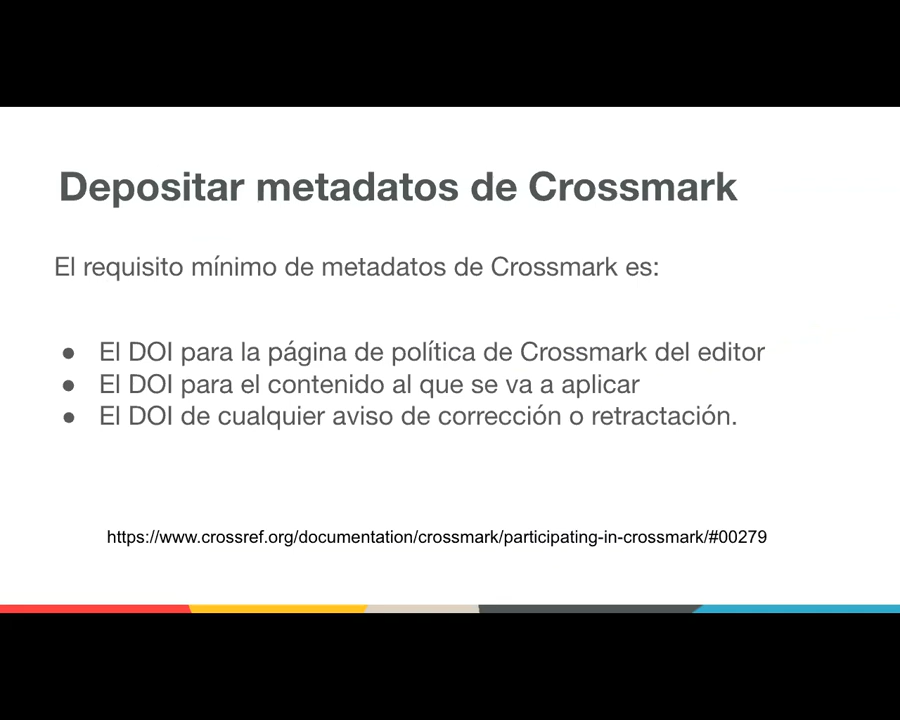 Depositar metadatos de Crossmark
El requisito mínimo de metadatos de Crossmark es:
● El DOI para la página de política de Crossmark del editor
● El DOI para el contenido al que se va a aplicar
● El DOI de cualquier aviso de corrección o retractación.
https://www.crossref.org/documentation/crossmark/participating-in-crossmark/#00279